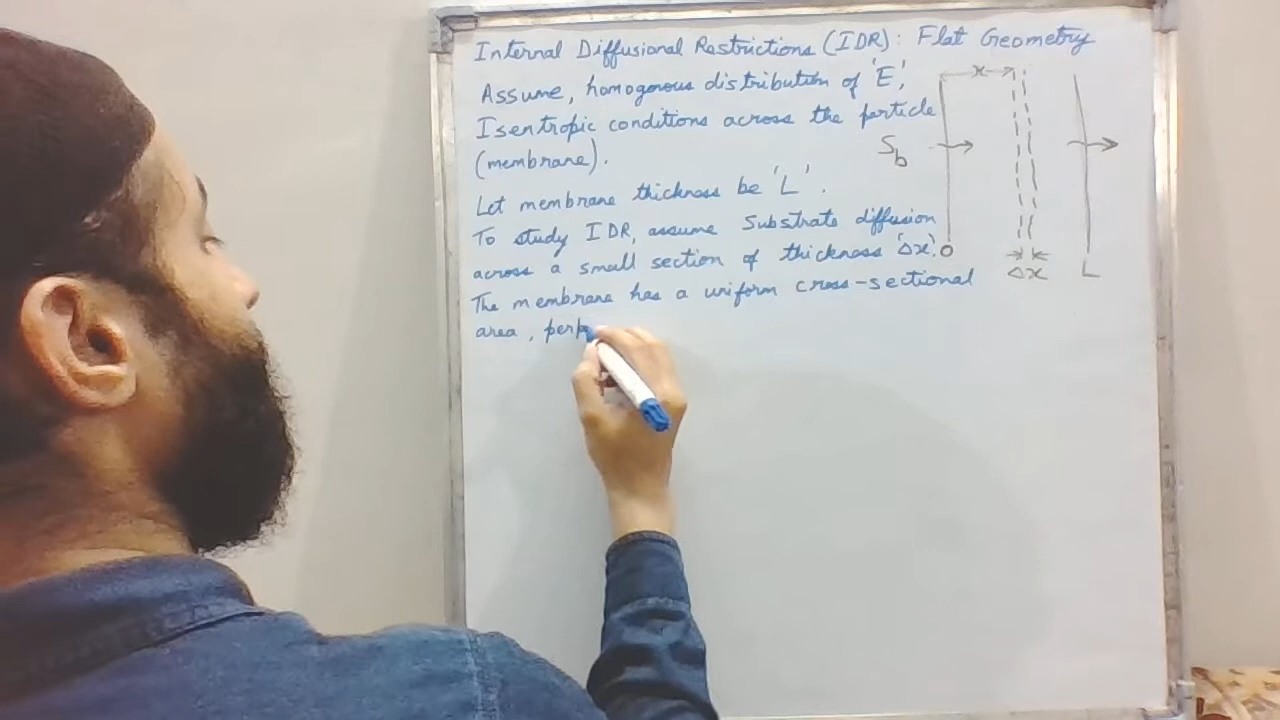 Internal Diffusional Restrictions (IDR): Flat Geometry
Assume, homogenous distribution of 'E',
Isentropic conditions across the particle
(membrane).
Let membrane thickness be 'L'.
To study IDR, assume substrate diffusion
across a small section of thickness 'Δx'.
The membrane has a uniform cross-sectional
area, perp
x
S_b
O
Δx
L